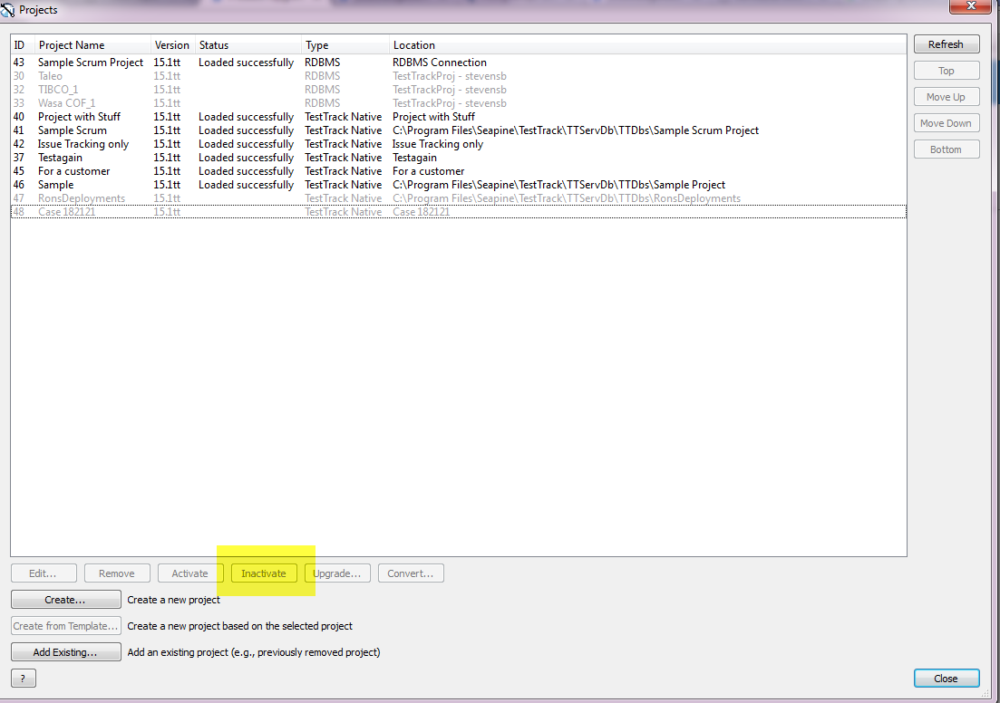 Projects
ID Project Name Version Status Type Location
43 Sample Scrum Project 15.1tt Loaded successfully RDBMS RDBMS Connection
30 Taleo 15.1tt RDBMS TestTrackProj - stevensb
32 TIBCO_1 15.1tt RDBMS TestTrackProj - stevensb
33 Wasa COF_1 15.1tt RDBMS TestTrackProj - stevensb
40 Project with Stuff 15.1tt Loaded successfully TestTrack Native Project with Stuff
41 Sample Scrum 15.1tt Loaded successfully TestTrack Native C:\Program Files\Seapine\TestTrack\TTServDb\TTDbs\Sample Scrum Project
42 Issue Tracking only 15.1tt Loaded successfully TestTrack Native Issue Tracking only
37 Testagain 15.1tt Loaded successfully TestTrack Native Testagain
45 For a customer 15.1tt Loaded successfully TestTrack Native For a customer
46 Sample 15.1tt Loaded successfully TestTrack Native C:\Program Files\Seapine\TestTrack\TTServDb\TTDbs\Sample Project
47 RonsDeployments 15.1tt TestTrack Native C:\Program Files\Seapine\TestTrack\TTServDb\TTDbs\RonsDeployments
48 Case 182121 15.1tt TestTrack Native Case 182121
Refresh
Top
Move Up
Move Down
Bottom
Edit... Remove Activate Inactivate Upgrade... Convert...
Create... Create a new project
Create from Template... Create a new project based on the selected project
Add Existing... Add an existing project (e.g., previously removed project)
? Close